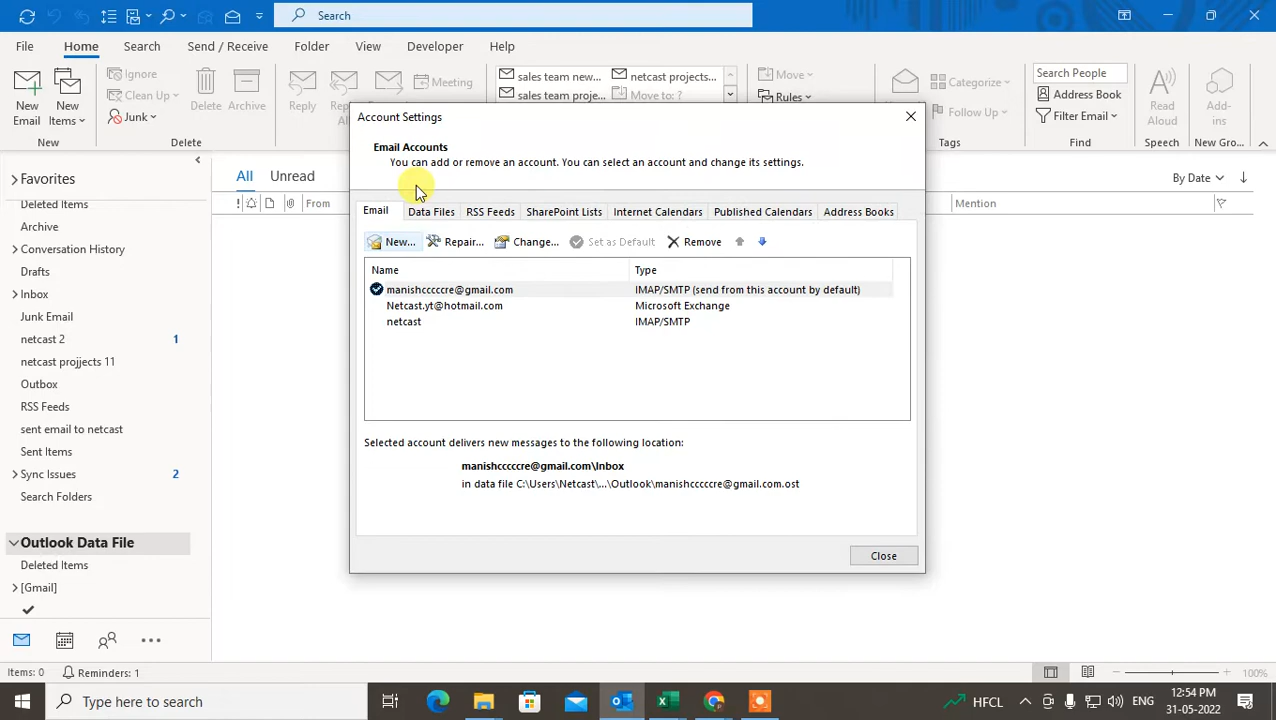 Search
File
Home
Search
Send / Receive
Folder
View
Developer
Help
New
Email
New
Items
Ignore
Clean Up
Junk
Delete
Archive
Reply
Meeting
sales team new...
sales team proje...
netcast projects...
Move to: ?
Move
Rules
Categorize
Follow Up
Search People
Address Book
Filter Email
Read
Aloud
Add-
ins
New
Delete
Tags
Find
Speech
New Gro...
Favorites
Deleted Items
Archive
Conversation History
Drafts
Inbox
Junk Email
netcast 2 1
netcast projjects 11
Outbox
RSS Feeds
sent email to netcast
Sent Items
Sync Issues 2
Search Folders
Outlook Data File
Deleted Items
[Gmail]
All
Unread
By Date
From
Mention
Account Settings
Email Accounts
You can add or remove an account. You can select an account and change its settings.
Email
Data Files
RSS Feeds
SharePoint Lists
Internet Calendars
Published Calendars
Address Books
New...
Repair...
Change...
Set as Default
Remove
Name Type
manishcccccre@gmail.com IMAP/SMTP (send from this account by default)
Netcast.yt@hotmail.com Microsoft Exchange
netcast IMAP/SMTP
Selected account delivers new messages to the following location:
manishcccccre@gmail.com\Inbox
in data file C:\Users\Netcast\...\Outlook\manishcccccre@gmail.com.ost
Close
Items: 0
Reminders: 1
100%
Type here to search
HFCL
ENG
12:54 PM
31-05-2022